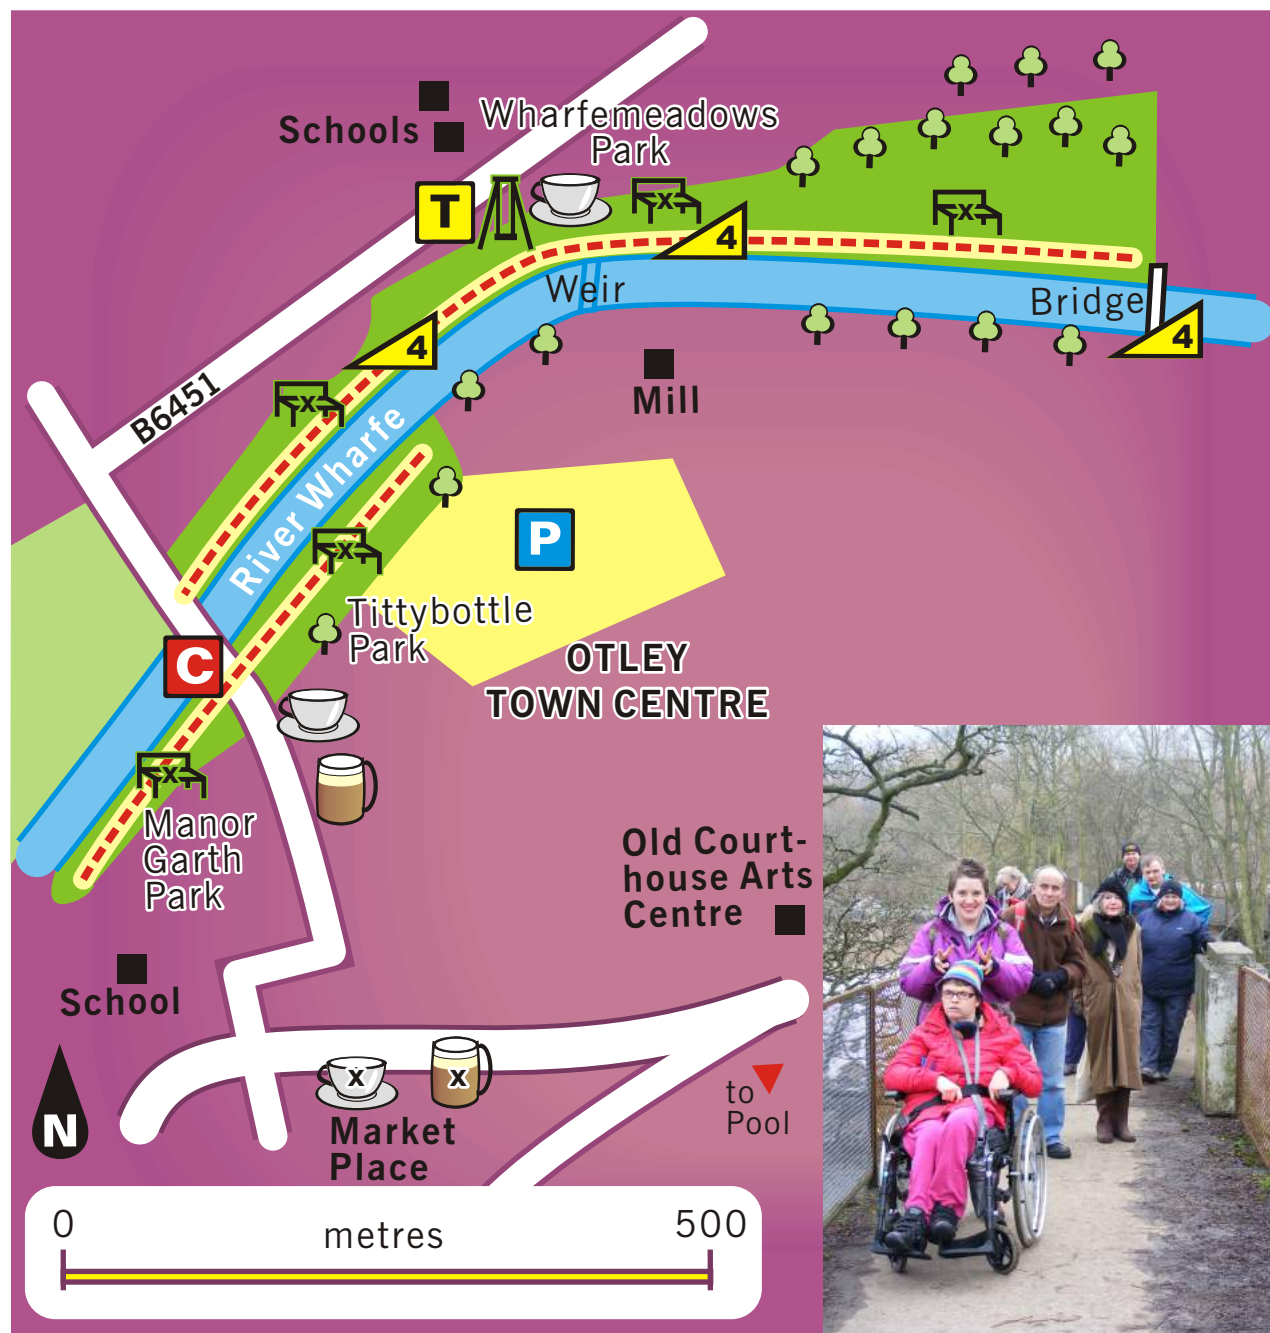 Schools
Wharfemeadows
Park
T
x
x
4
Weir
Bridge
4
4
B6451
x
Mill
River Wharfe
P
x
Tittybottle
Park
C
OTLEY
TOWN CENTRE
x
Manor
Garth
Park
Old Court-
house Arts
Centre
School
x
x
to
Pool
N
Market
Place
0
metres
500